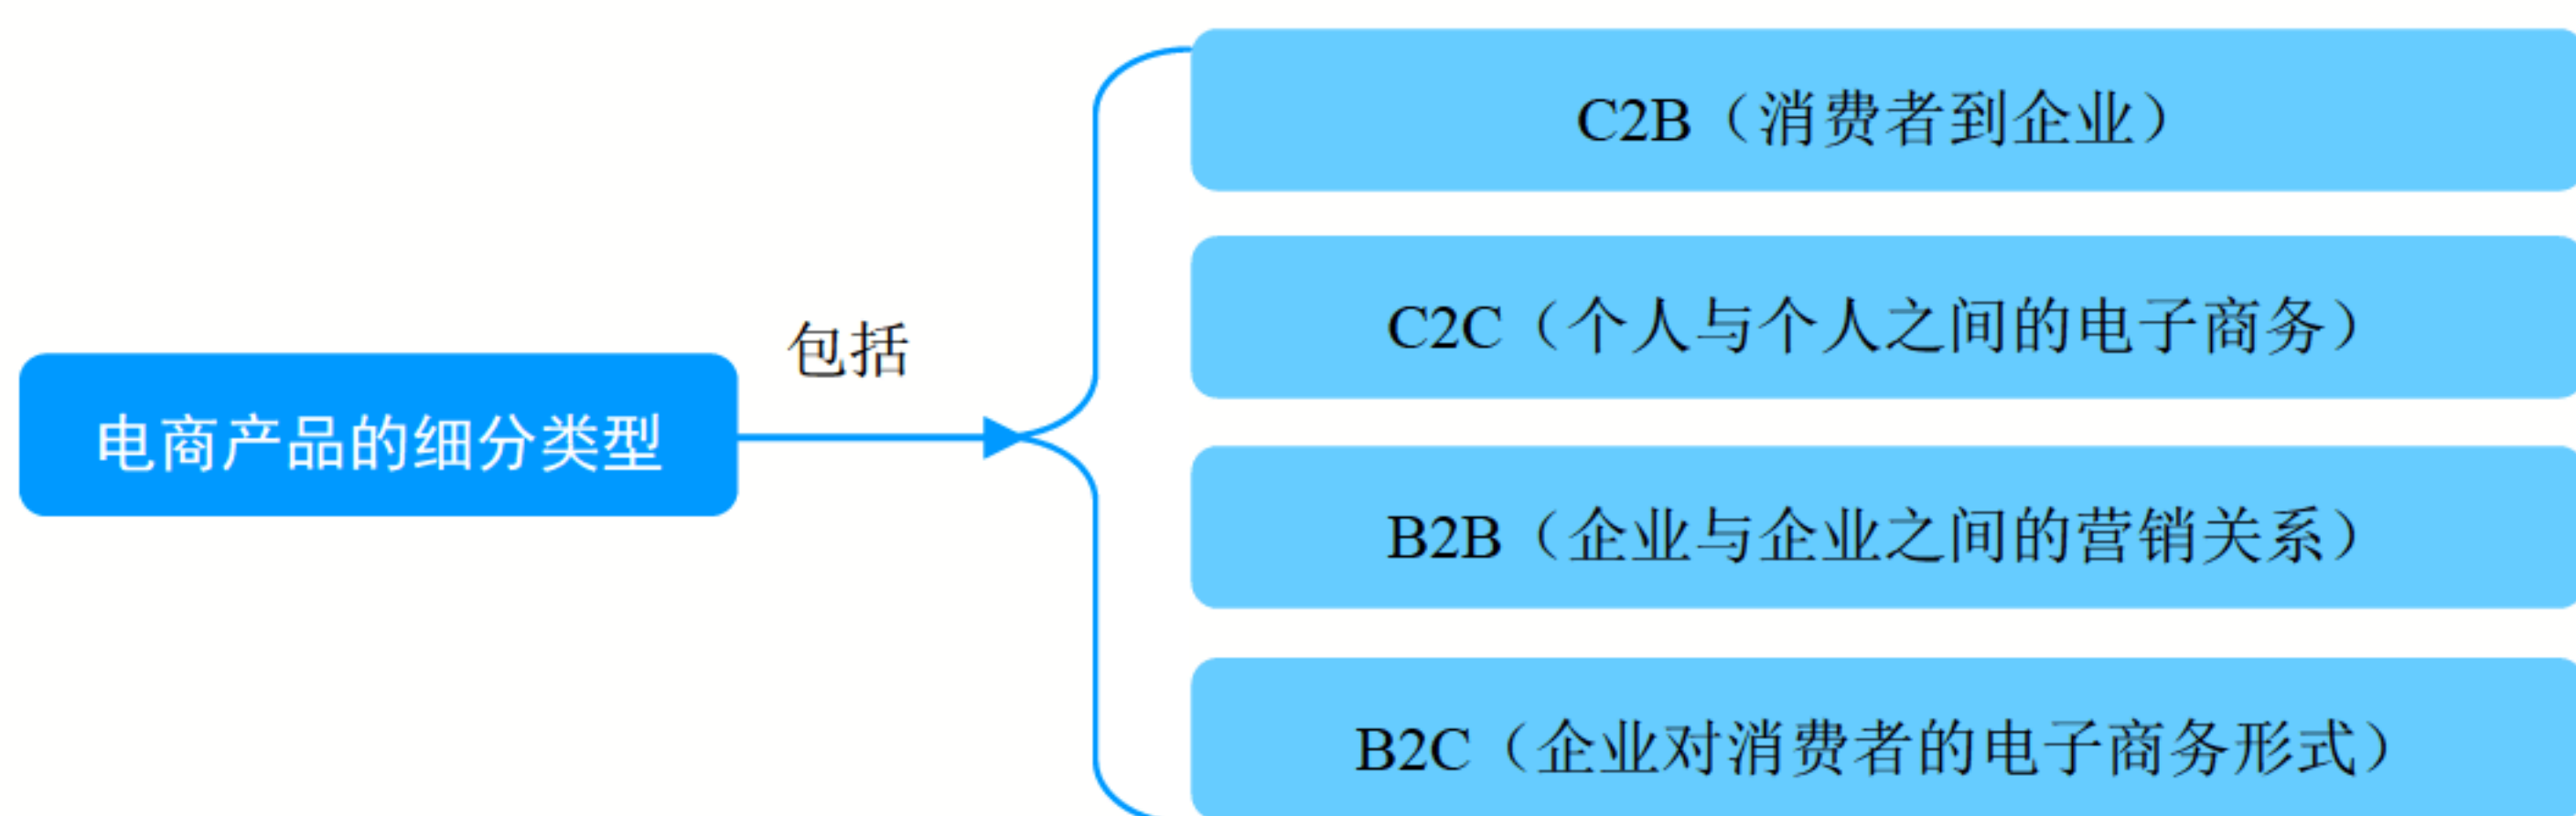 电商产品的细分类型
包括
C2B（消费者到企业）
C2C（个人与个人之间的电子商务）
B2B（企业与企业之间的营销关系）
B2C（企业对消费者的电子商务形式）